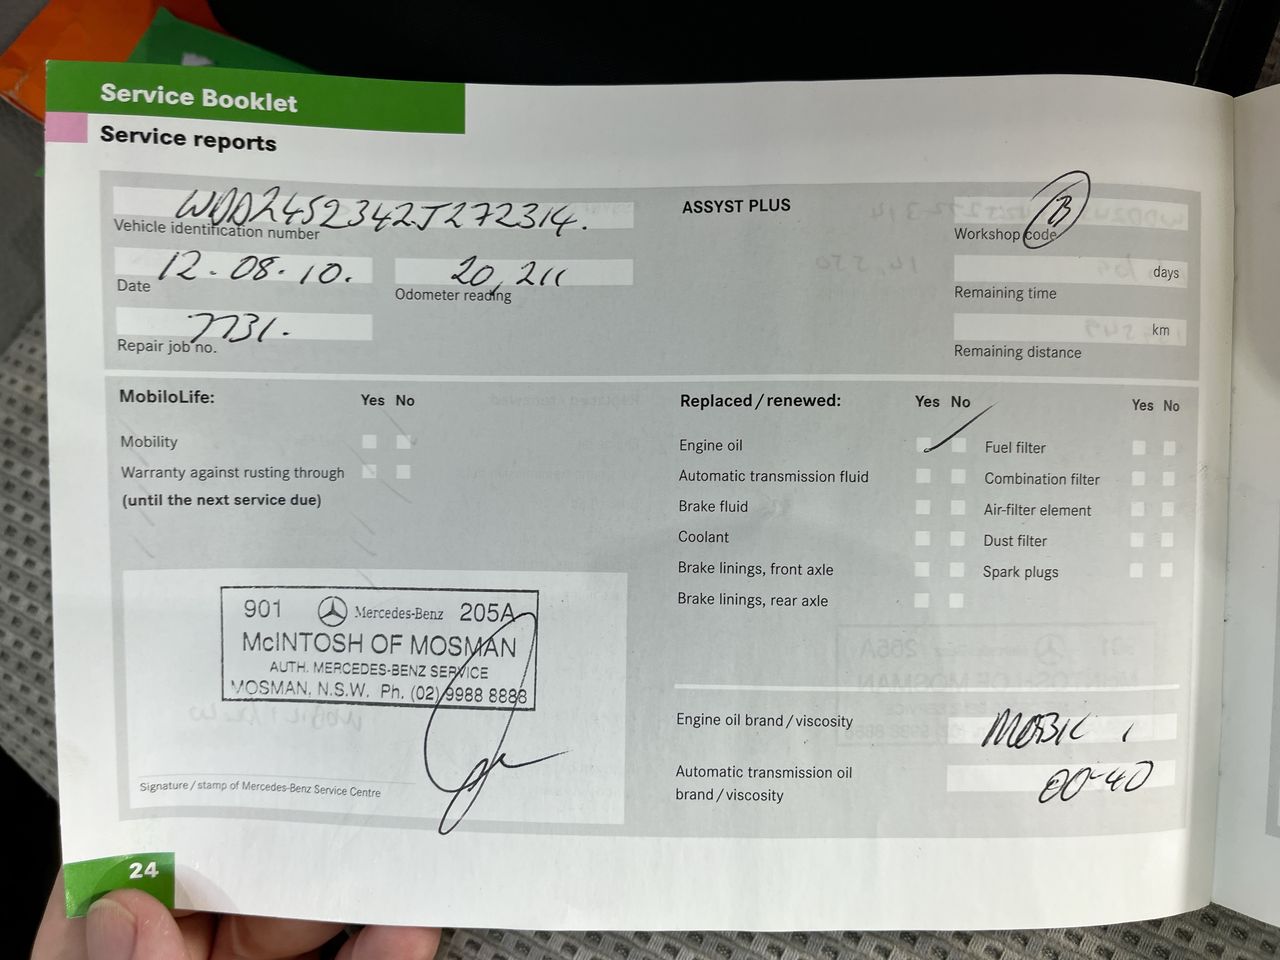 Service Booklet
Service reports
WDD2452342J272314.
Vehicle identification number
12.08.10.
Date
20,211
Odometer reading
7731.
Repair job no.
ASSYST PLUS
B
Workshop code
days
Remaining time
km
Remaining distance
MobiloLife: Yes No
Mobility
Warranty against rusting through
(until the next service due)
Replaced / renewed: Yes No Yes No
Engine oil Fuel filter
Automatic transmission fluid Combination filter
Brake fluid Air-filter element
Coolant Dust filter
Brake linings, front axle Spark plugs
Brake linings, rear axle
901 Mercedes-Benz 205A
McINTOSH OF MOSMAN
AUTH. MERCEDES-BENZ SERVICE
MOSMAN, N.S.W. Ph. (02) 9988 8888
Signature / stamp of Mercedes-Benz Service Centre
Engine oil brand / viscosity MOBIL 1
Automatic transmission oil
brand / viscosity 00-40
24